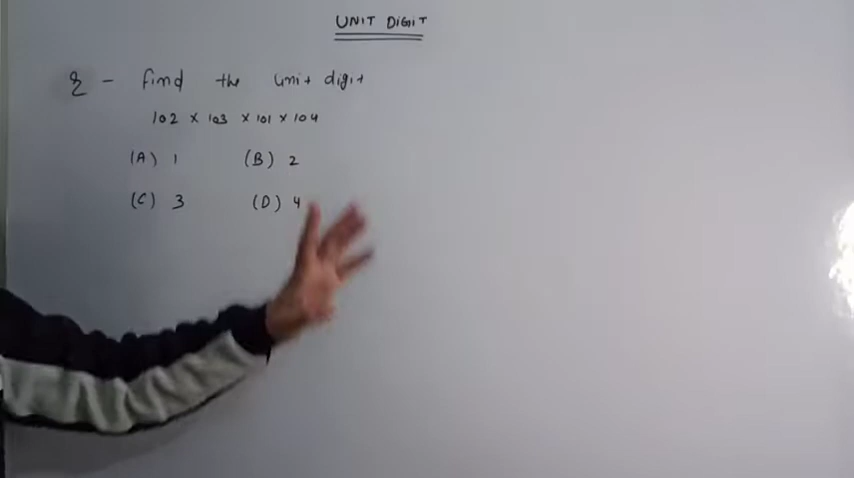 UNIT DIGIT
Q - find the unit digit
102 x 103 x 101 x 104
(A) 1 (B) 2
(C) 3 (D) 4